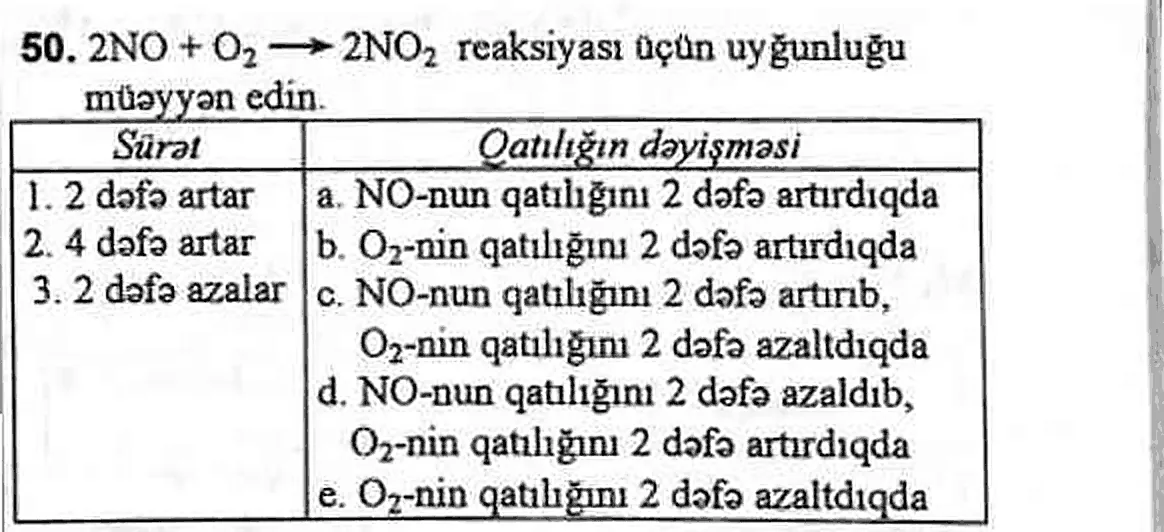 50. 2NO + O₂ ⟶ 2NO₂ reaksiyası üçün uyğunluğu
müəyyən edin.
Sürət Qatılığın dəyişməsi
1. 2 dəfə artar a. NO-nun qatılığını 2 dəfə artırdıqda
2. 4 dəfə artar b. O₂-nin qatılığını 2 dəfə artırdıqda
3. 2 dəfə azalar c. NO-nun qatılığını 2 dəfə artırıb,
O₂-nin qatılığını 2 dəfə azaltdıqda
d. NO-nun qatılığını 2 dəfə azaldıb,
O₂-nin qatılığını 2 dəfə artırdıqda
e. O₂-nin qatılığını 2 dəfə azaltdıqda